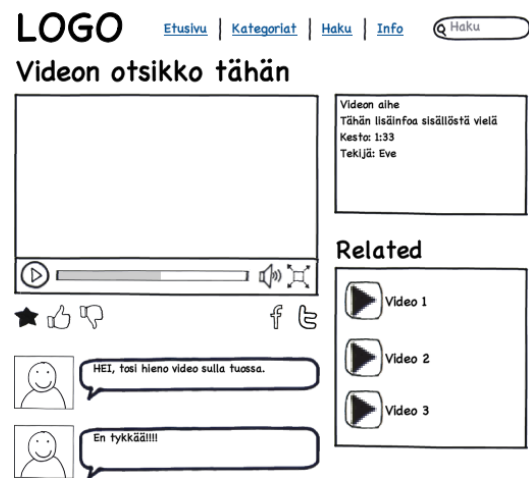 LOGO
Etusivu | Kategoriat | Haku | Info
Haku
Videon otsikko tähän
Videon aihe
Tähän lisäinfoa sisällöstä vielä
Kesto: 1:33
Tekijä: Eve
Related
Video 1
Video 2
Video 3
HEI, tosi hieno video sulla tuossa.
En tykkää!!!!